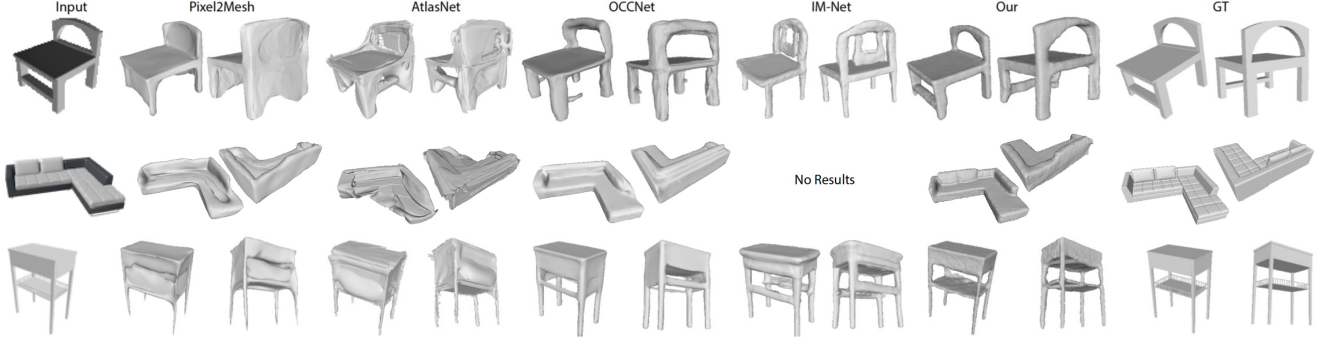 Input Pixel2Mesh AtlasNet OCCNet IM-Net Our GT
No Results